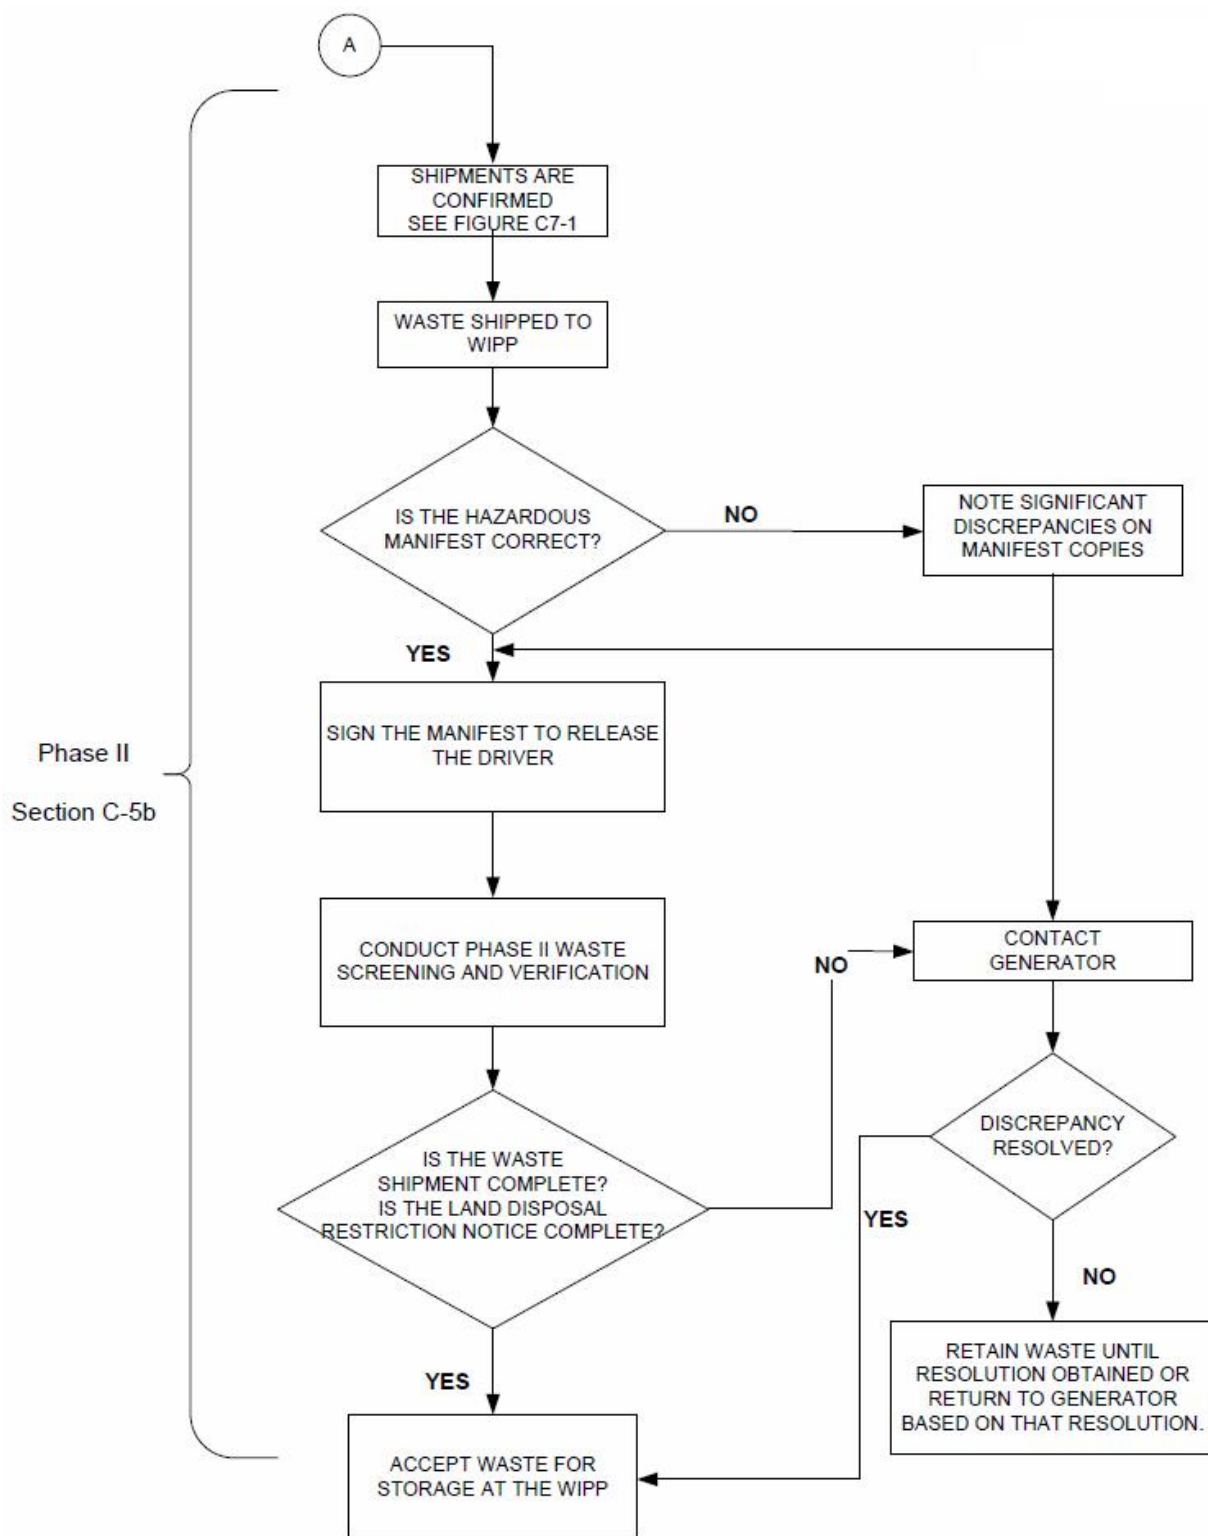 A
SHIPMENTS ARE
CONFIRMED
SEE FIGURE C7-1
WASTE SHIPPED TO
WIPP
IS THE HAZARDOUS
MANIFEST CORRECT?
NO
NOTE SIGNIFICANT
DISCREPANCIES ON
MANIFEST COPIES
YES
SIGN THE MANIFEST TO RELEASE
THE DRIVER
Phase II
Section C-5b
CONDUCT PHASE II WASTE
SCREENING AND VERIFICATION
NO
CONTACT
GENERATOR
DISCREPANCY
RESOLVED?
IS THE WASTE
SHIPMENT COMPLETE?
IS THE LAND DISPOSAL
RESTRICTION NOTICE COMPLETE?
YES
NO
RETAIN WASTE UNTIL
RESOLUTION OBTAINED OR
RETURN TO GENERATOR
BASED ON THAT RESOLUTION.
YES
ACCEPT WASTE FOR
STORAGE AT THE WIPP